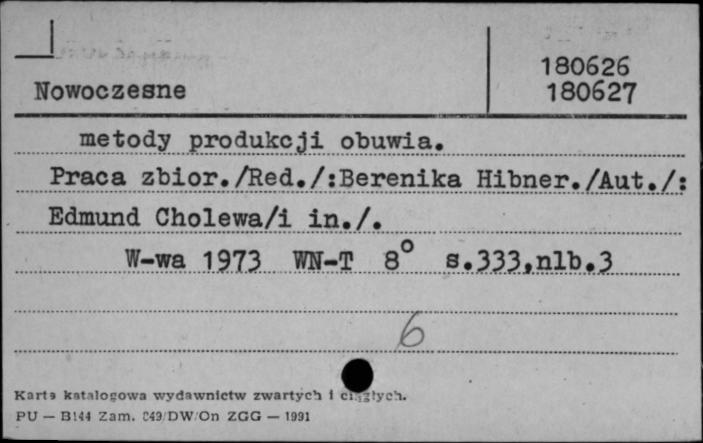 180626
Nowoczesne 180627
metody produkcji obuwia.
Praca zbior./Red./:Berenika Hibner./Aut./:
Edmund Cholewa/i in./.
W-wa 1973 WN-T 8° s.333,nlb.3
6
Karta katalogowa wydawnictw zwartych i ciągłych.
PU — B144 Zam. C49/DW/On ZGG — 1991